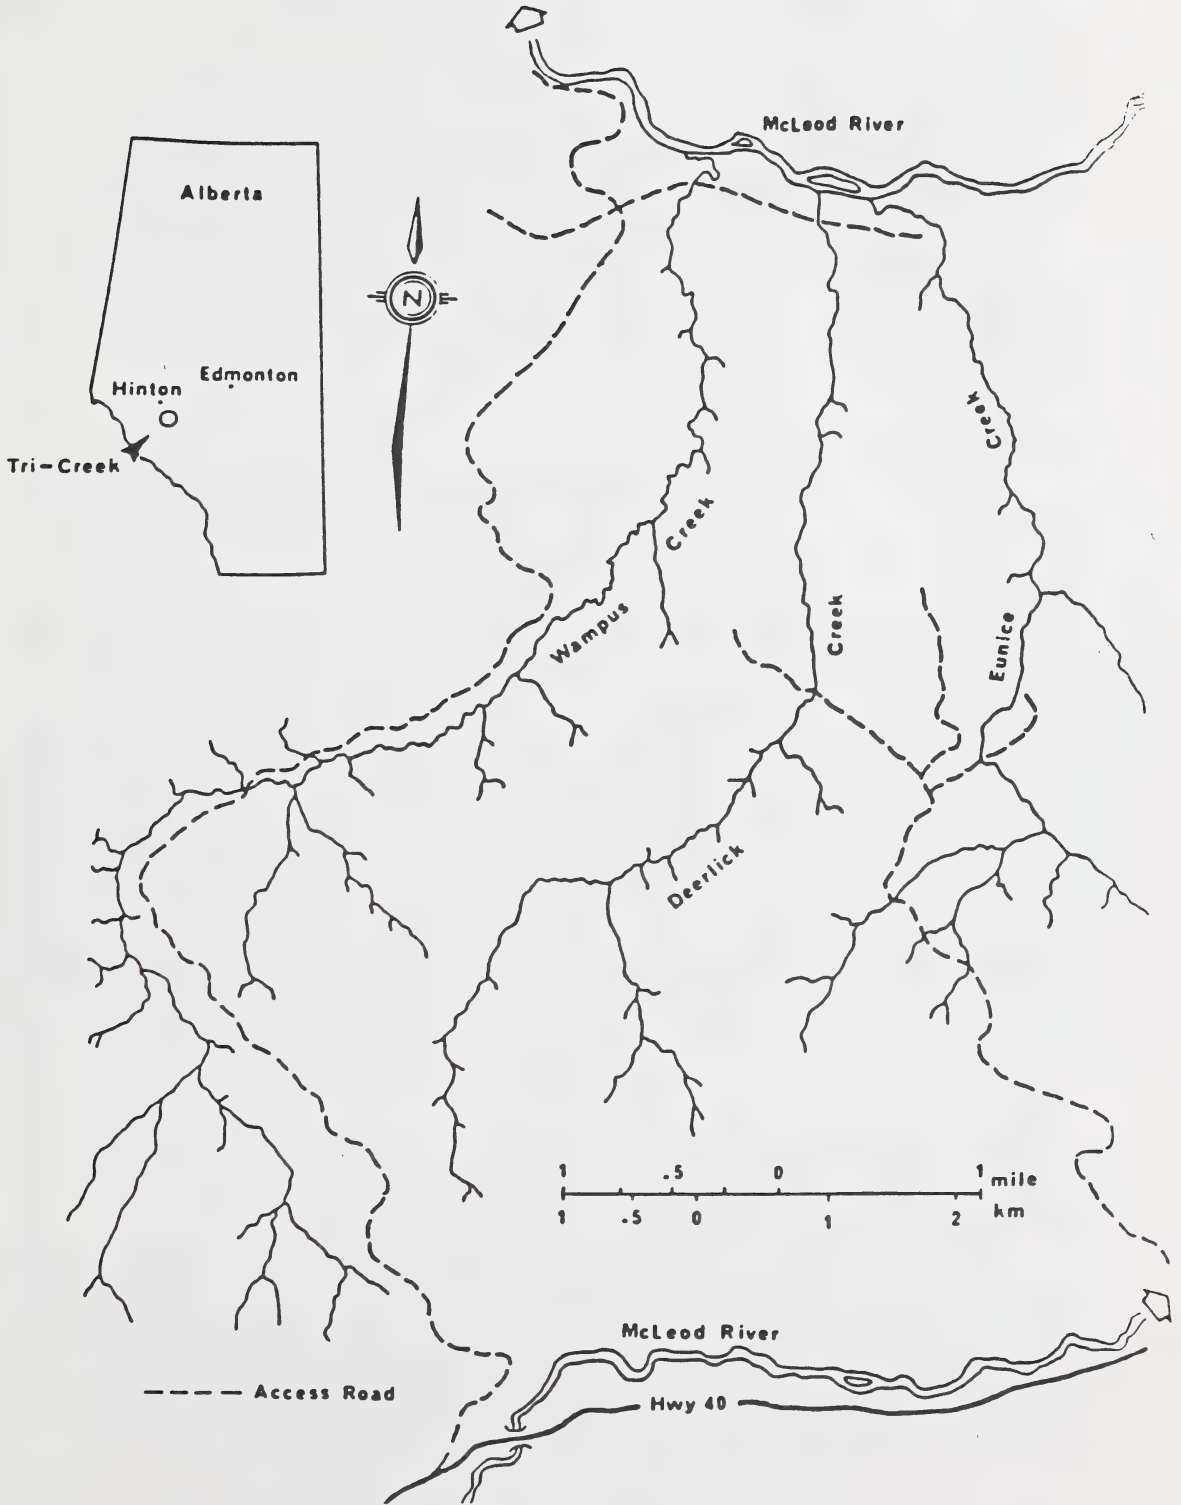 McLeod River
Alberta
N
Edmonton
Hinton
Tri-Creek
Creek
Creek
Creek
Wampus
Eunice
Deerlick
1 .5 0 1 mile
1 .5 0 1 2 km
McLeod River
Access Road
Hwy 40